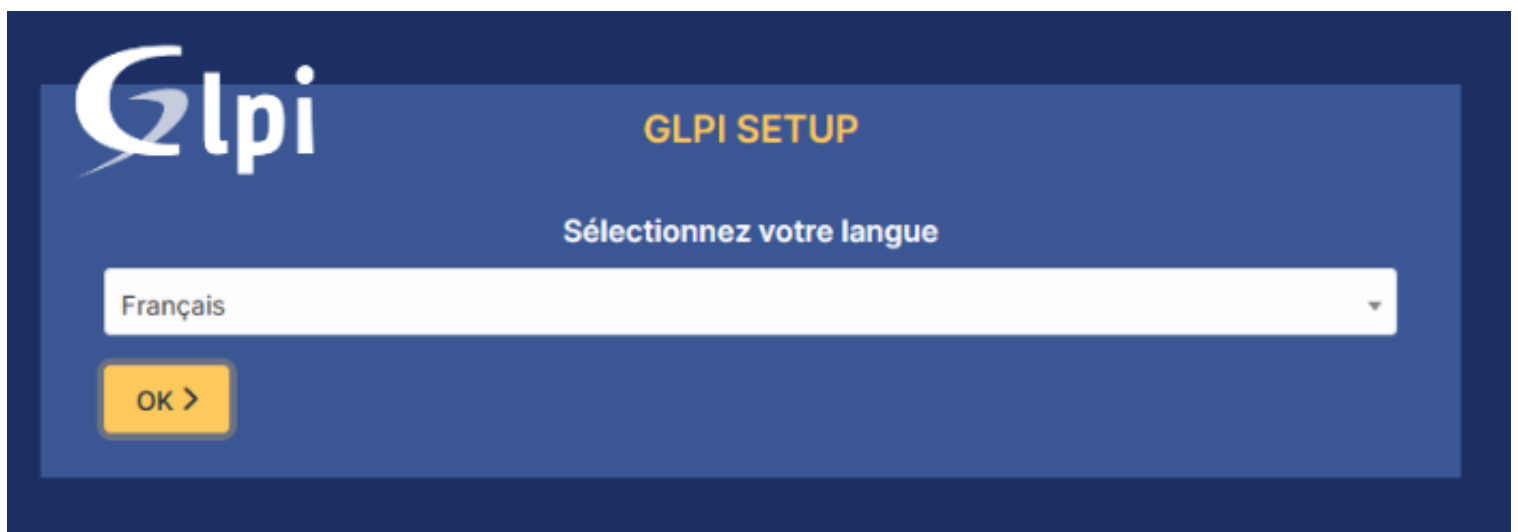 Glpi
GLPI SETUP
Sélectionnez votre langue
Français
OK >